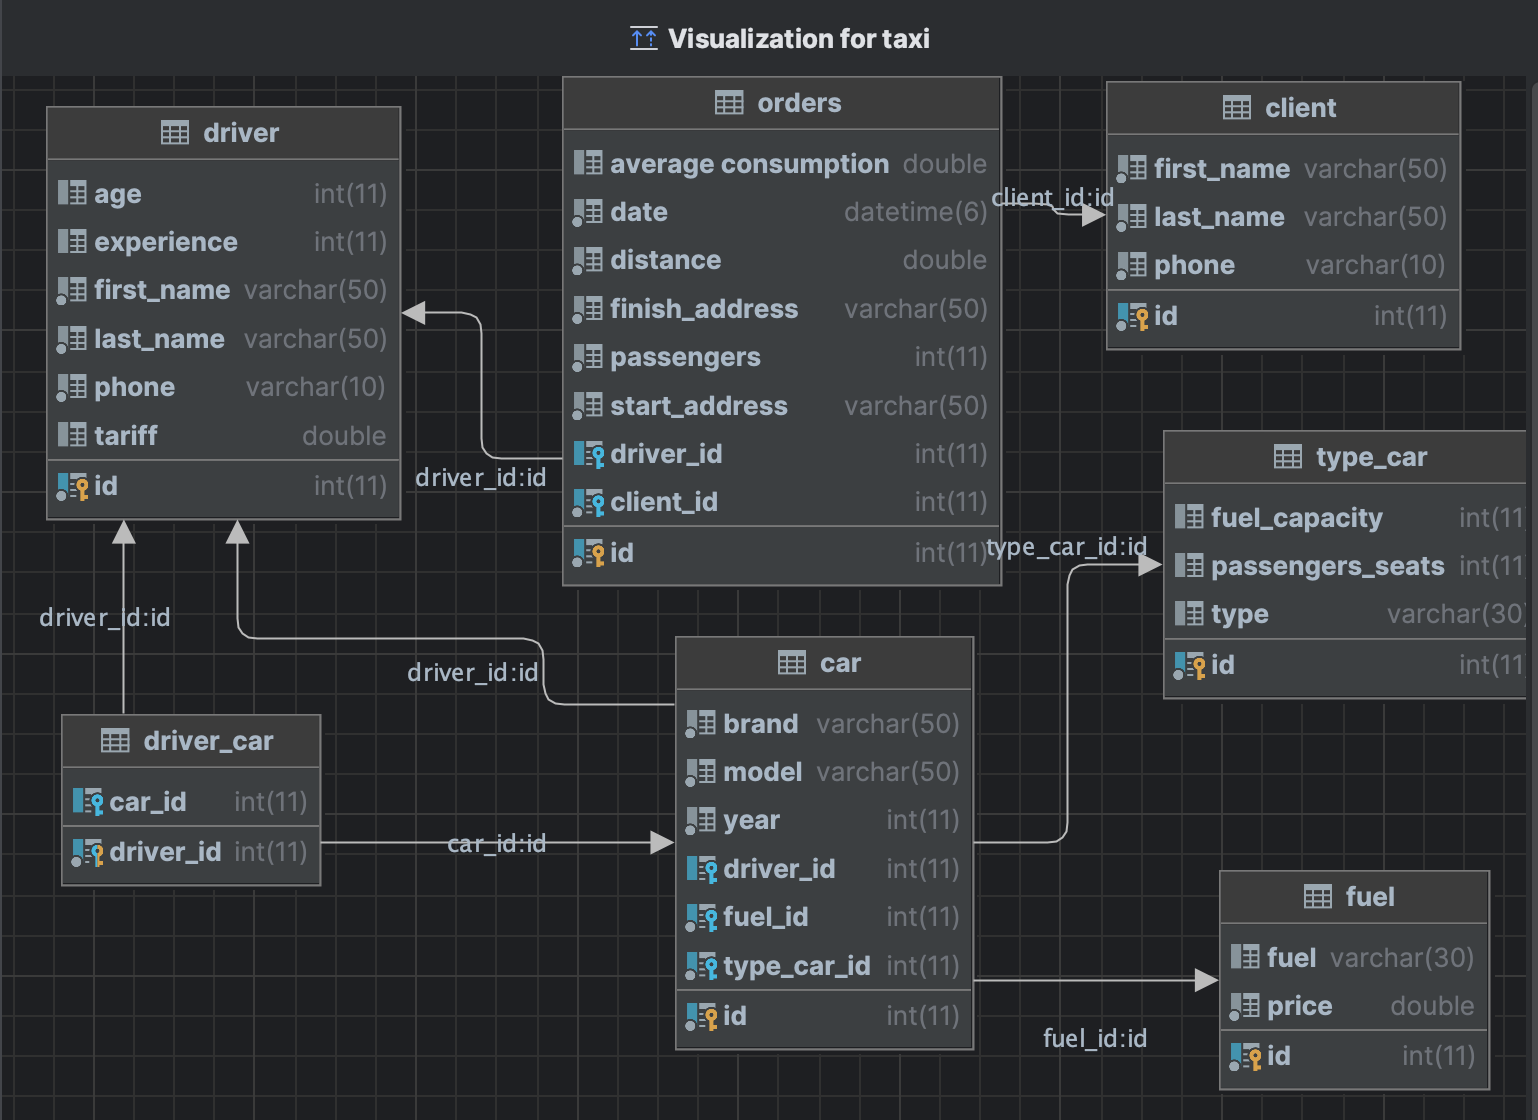 Visualization for taxi
driver
age int(11)
experience int(11)
first_name varchar(50)
last_name varchar(50)
phone varchar(10)
tariff double
id int(11)
orders
average consumption double
date datetime(6)
distance double
finish_address varchar(50)
passengers int(11)
start_address varchar(50)
driver_id int(11)
client_id int(11)
id int(11)
client_id:id
client
first_name varchar(50)
last_name varchar(50)
phone varchar(10)
id int(11)
driver_id:id
type_car_id:id
type_car
fuel_capacity int(11
passengers_seats int(11
type varchar(30)
id int(11
driver_id:id
driver_id:id
driver_car
car_id int(11)
driver_id int(11)
car_id:id
car
brand varchar(50)
model varchar(50)
year int(11)
driver_id int(11)
fuel_id int(11)
type_car_id int(11)
id int(11)
fuel_id:id
fuel
fuel varchar(30)
price double
id int(11)